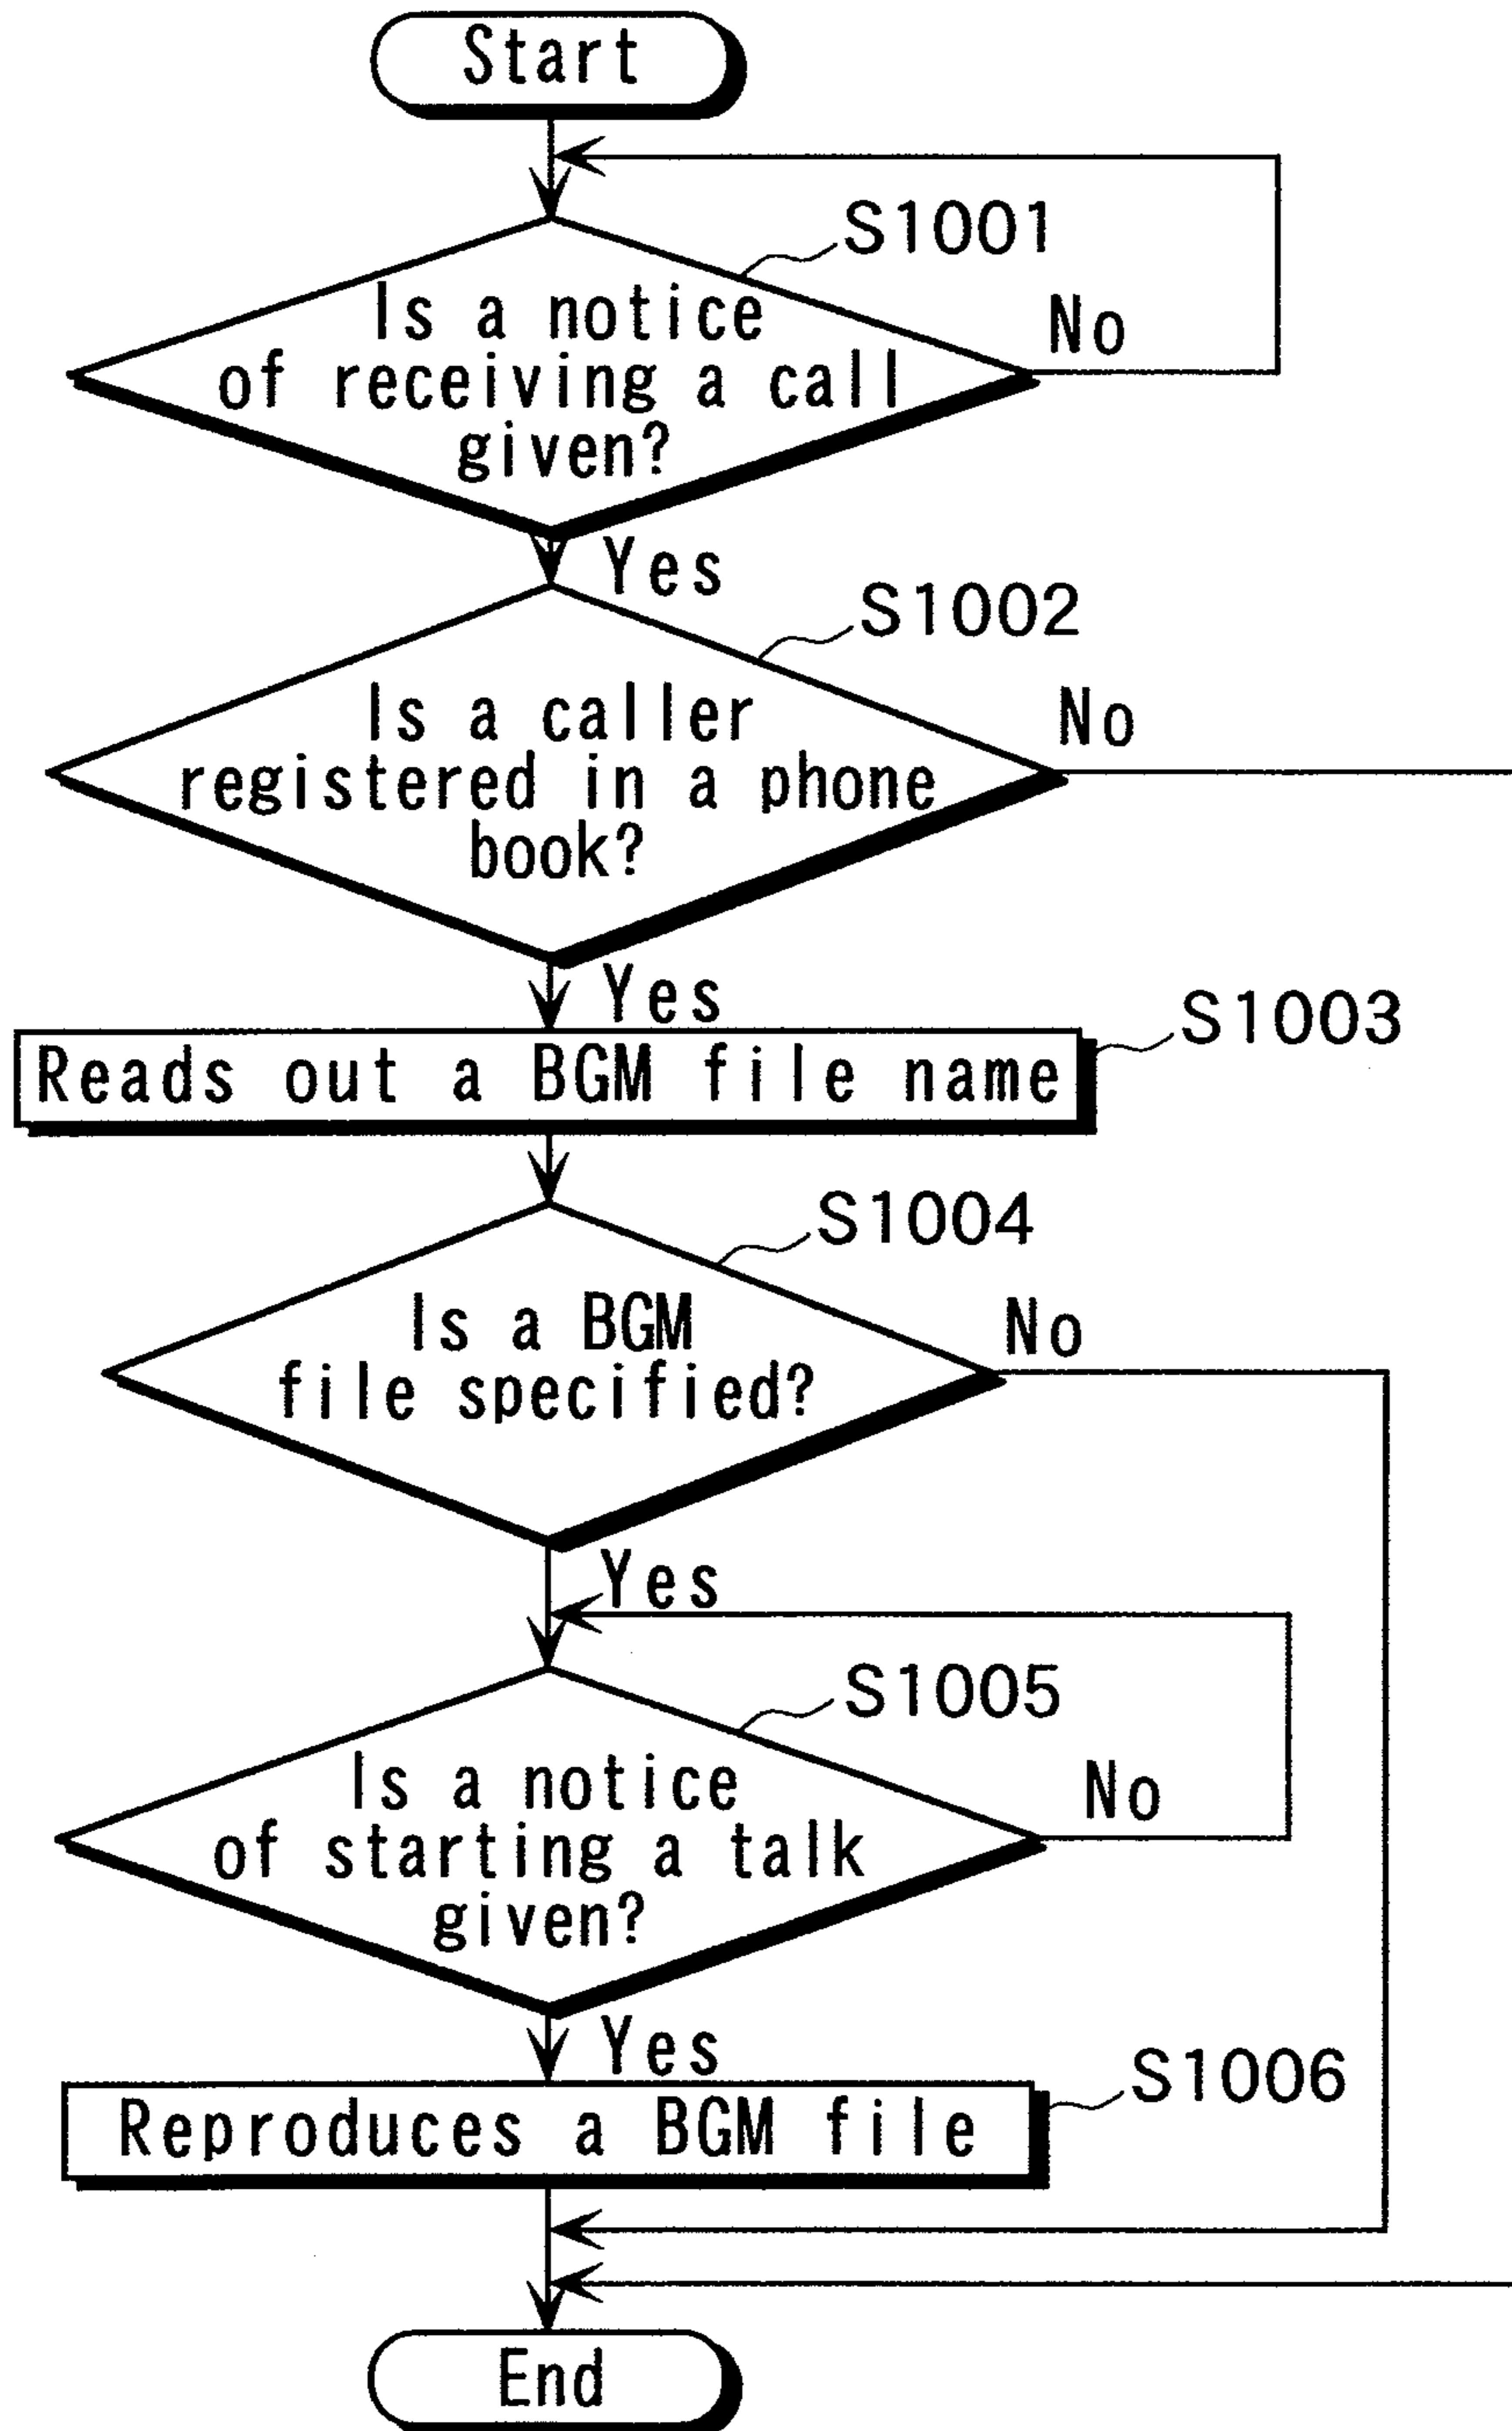 Start
S1001
Is a notice
of receiving a call
given?
No
Yes
S1002
Is a caller
registered in a phone
book?
No
Yes
S1003
Reads out a BGM file name
S1004
Is a BGM
file specified?
No
Yes
S1005
Is a notice
of starting a talk
given?
No
Yes
S1006
Reproduces a BGM file
End